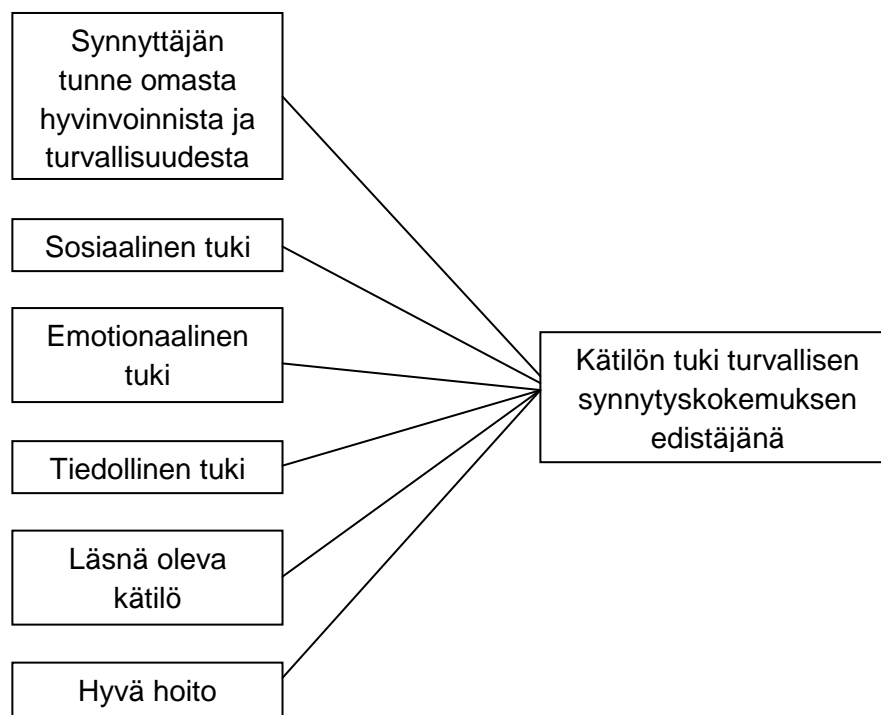 Synnyttäjän
tunne omasta
hyvinvoinnista ja
turvallisuudesta
Sosiaalinen tuki
Emotionaalinen
tuki
Tiedollinen tuki
Läsnä oleva
kätilö
Hyvä hoito
Kätilön tuki turvallisen
synnytyskokemuksen
edistäjänä